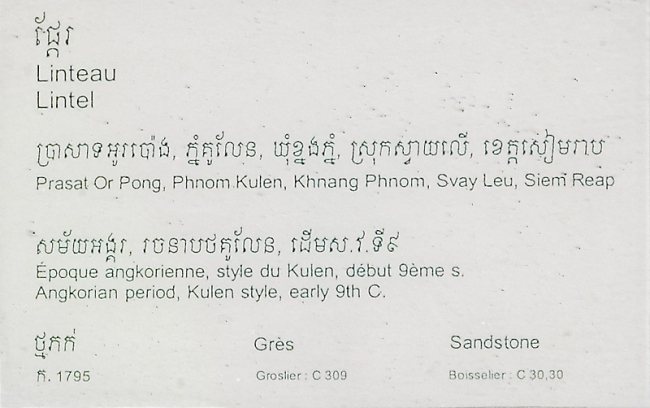 ផ្តែរ
Linteau
Lintel
ប្រាសាទអូរប៉ោង, ភ្នំគូលែន, ឃុំខ្នងភ្នំ, ស្រុកស្វាយលើ, ខេត្តសៀមរាប
Prasat Or Pong, Phnom Kulen, Khnang Phnom, Svay Leu, Siem Reap
សម័យអង្គរ, រចនាបថគូលែន, ដើមស.វ.ទី៩
Époque angkorienne, style du Kulen, début 9ème s.
Angkorian period, Kulen style, early 9th C.
ថ្មភក់ Grès Sandstone
ក. 1795 Groslier : C 309 Boisselier : C 30,30